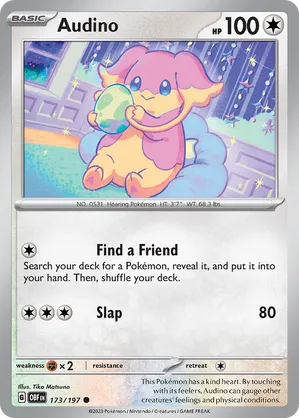 BASIC
Audino
HP 100
NO. 0531 Hearing Pokémon HT: 3'7" WT: 68.3 lbs.
Find a Friend
Search your deck for a Pokémon, reveal it, and put it into
your hand. Then, shuffle your deck.
Slap 80
weakness ×2 resistance retreat
Illus. Tika Matsuno
G OBF EN 173/197
This Pokémon has a kind heart. By touching
with its feelers, Audino can gauge other
creatures' feelings and physical conditions.
©2023 Pokémon / Nintendo / Creatures / GAME FREAK